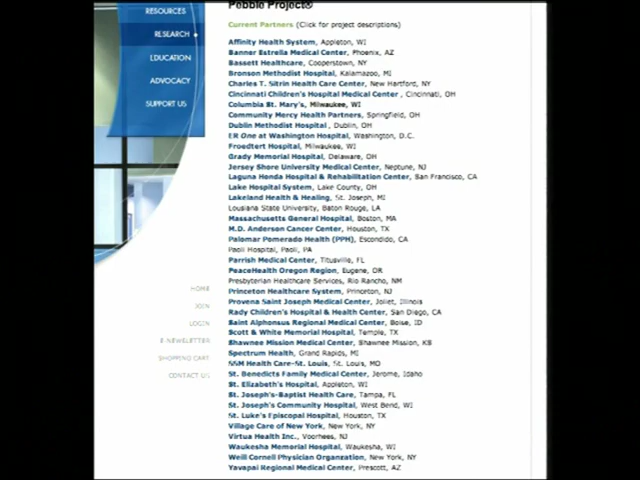 Pebble Project®
RESOURCES
RESEARCH
EDUCATION
ADVOCACY
SUPPORT US
Current Partners (Click for project descriptions)
Affinity Health System, Appleton, WI
Banner Estrella Medical Center, Phoenix, AZ
Bassett Healthcare, Cooperstown, NY
Bronson Methodist Hospital, Kalamazoo, MI
Charles T. Sitrin Health Care Center, New Hartford, NY
Cincinnati Children's Hospital Medical Center , Cincinnati, OH
Columbia St. Mary's, Milwaukee, WI
Community Mercy Health Partners, Springfield, OH
Dublin Methodist Hospital , Dublin, OH
ER One at Washington Hospital, Washington, D.C.
Froedtert Hospital, Milwaukee, WI
Grady Memorial Hospital, Delaware, OH
Jersey Shore University Medical Center, Neptune, NJ
Laguna Honda Hospital & Rehabilitation Center, San Francisco, CA
Lake Hospital System, Lake County, OH
Lakeland Health & Healing, St. Joseph, MI
Louisiana State University, Baton Rouge, LA
Massachusetts General Hospital, Boston, MA
M.D. Anderson Cancer Center, Houston, TX
Palomar Pomerado Health (PPH), Escondido, CA
Paoli Hospital, Paoli, PA
Parrish Medical Center, Titusville, FL
PeaceHealth Oregon Region, Eugene, OR
Presbyterian Healthcare Services, Rio Rancho, NM
Princeton Healthcare System, Princeton, NJ
Provena Saint Joseph Medical Center, Joliet, Illinois
Rady Children's Hospital & Health Center, San Diego, CA
Saint Alphonsus Regional Medical Center, Boise, ID
Scott & White Memorial Hospital, Temple, TX
Shawnee Mission Medical Center, Shawnee Mission, KS
Spectrum Health, Grand Rapids, MI
SSM Health Care-St. Louis, St. Louis, MO
St. Benedicts Family Medical Center, Jerome, Idaho
St. Elizabeth's Hospital, Appleton, WI
St. Joseph's-Baptist Health Care, Tampa, FL
St. Joseph's Community Hospital, West Bend, WI
St. Luke's Episcopal Hospital, Houston, TX
Village Care of New York, New York, NY
Virtua Health Inc., Voorhees, NJ
Waukesha Memorial Hospital, Waukesha, WI
Weill Cornell Physician Organzation, New York, NY
Yavapai Regional Medical Center, Prescott, AZ
HOME
JOIN
LOGIN
E-NEWSLETTER
SHOPPING CART
CONTACT US